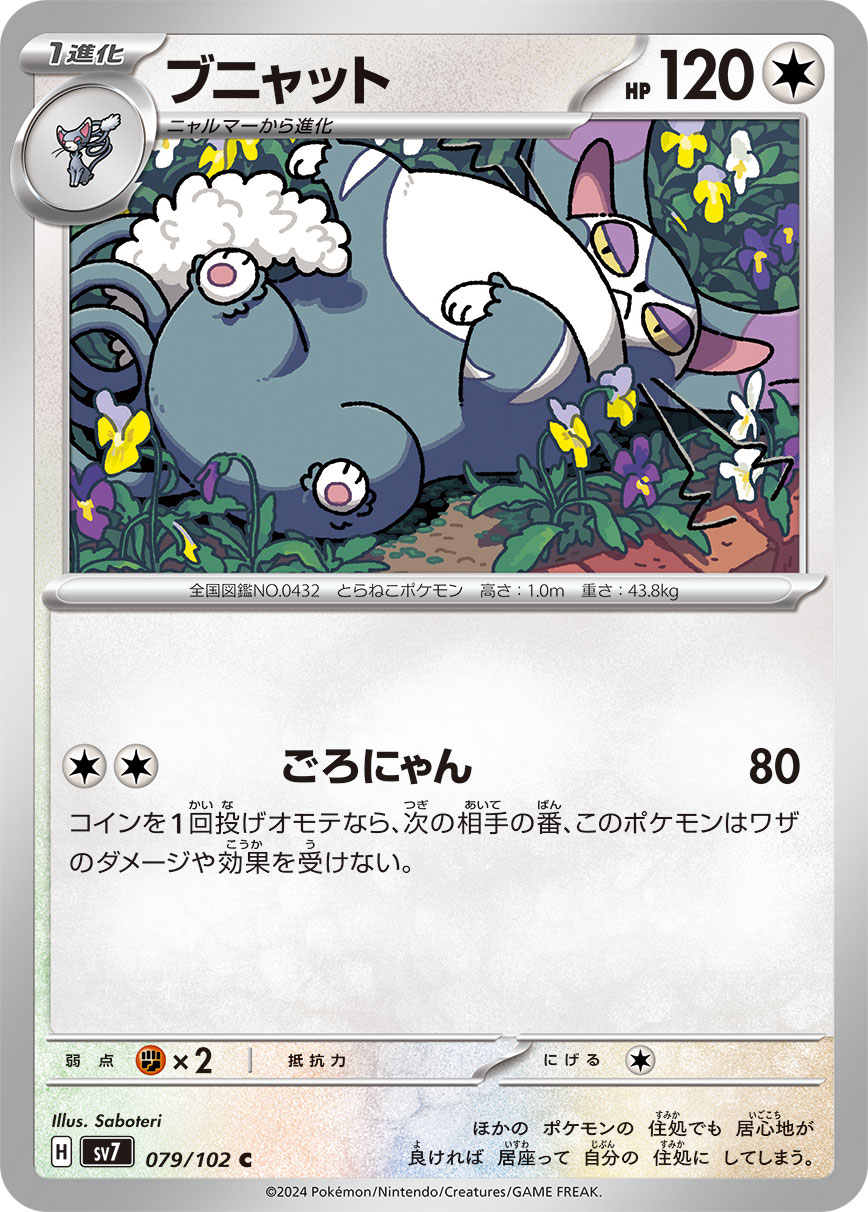 1進化
ブニャット
HP 120
ニャルマーから進化
全国図鑑NO.0432 とらねこポケモン 高さ:1.0m 重さ:43.8kg
ごろにゃん 80
コインを1回投げオモテなら、次の相手の番、このポケモンはワザ
のダメージや効果を受けない。
弱点 ×2 抵抗力 にげる
Illus. Saboteri
H sv7 079/102 C
ほかの ポケモンの 住処でも 居心地が
良ければ 居座って 自分の 住処に してしまう。
©2024 Pokémon/Nintendo/Creatures/GAME FREAK.